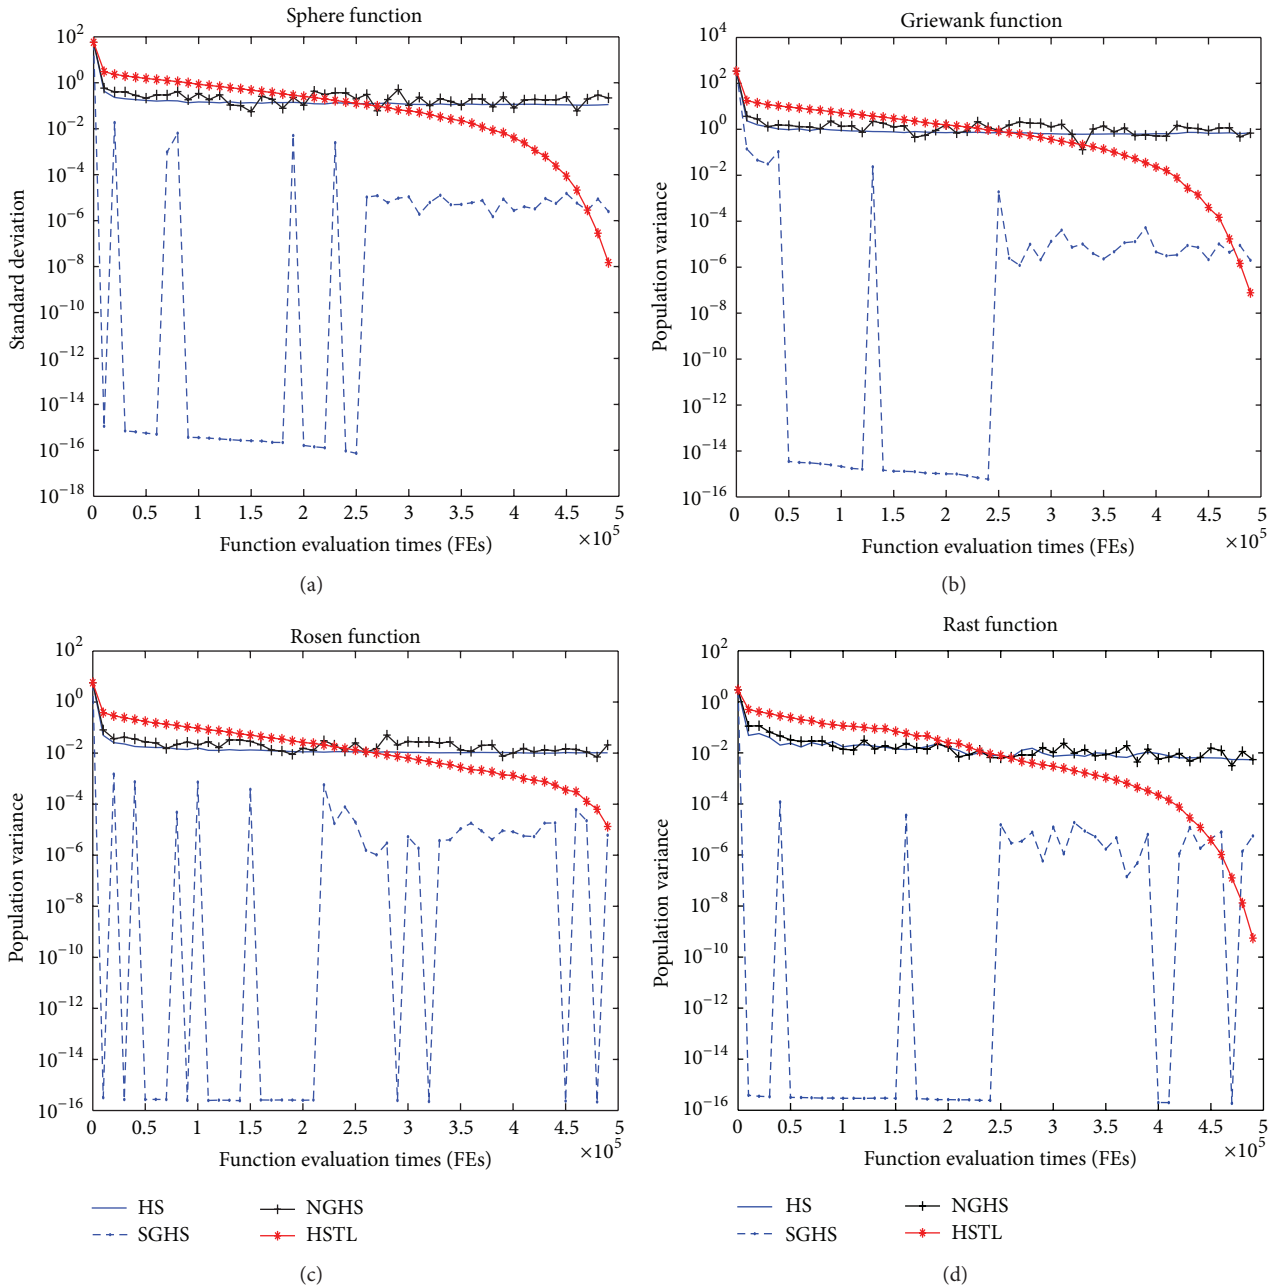 Sphere function
10^2
10^0
10^−2
10^−4
10^−6
10^−8
10^−10
10^−12
10^−14
10^−16
10^−18
Standard deviation
0 0.5 1 1.5 2 2.5 3 3.5 4 4.5 5
×10^5
Function evaluation times (FEs)
(a)
Griewank function
10^4
10^2
10^0
10^−2
10^−4
10^−6
10^−8
10^−10
10^−12
10^−14
10^−16
Population variance
0 0.5 1 1.5 2 2.5 3 3.5 4 4.5 5
×10^5
Function evaluation times (FEs)
(b)
Rosen function
10^2
10^0
10^−2
10^−4
10^−6
10^−8
10^−10
10^−12
10^−14
10^−16
Population variance
0 0.5 1 1.5 2 2.5 3 3.5 4 4.5 5
×10^5
Function evaluation times (FEs)
HS NGHS
SGHS HSTL
(c)
Rast function
10^2
10^0
10^−2
10^−4
10^−6
10^−8
10^−10
10^−12
10^−14
10^−16
Population variance
0 0.5 1 1.5 2 2.5 3 3.5 4 4.5 5
×10^5
Function evaluation times (FEs)
HS NGHS
SGHS HSTL
(d)